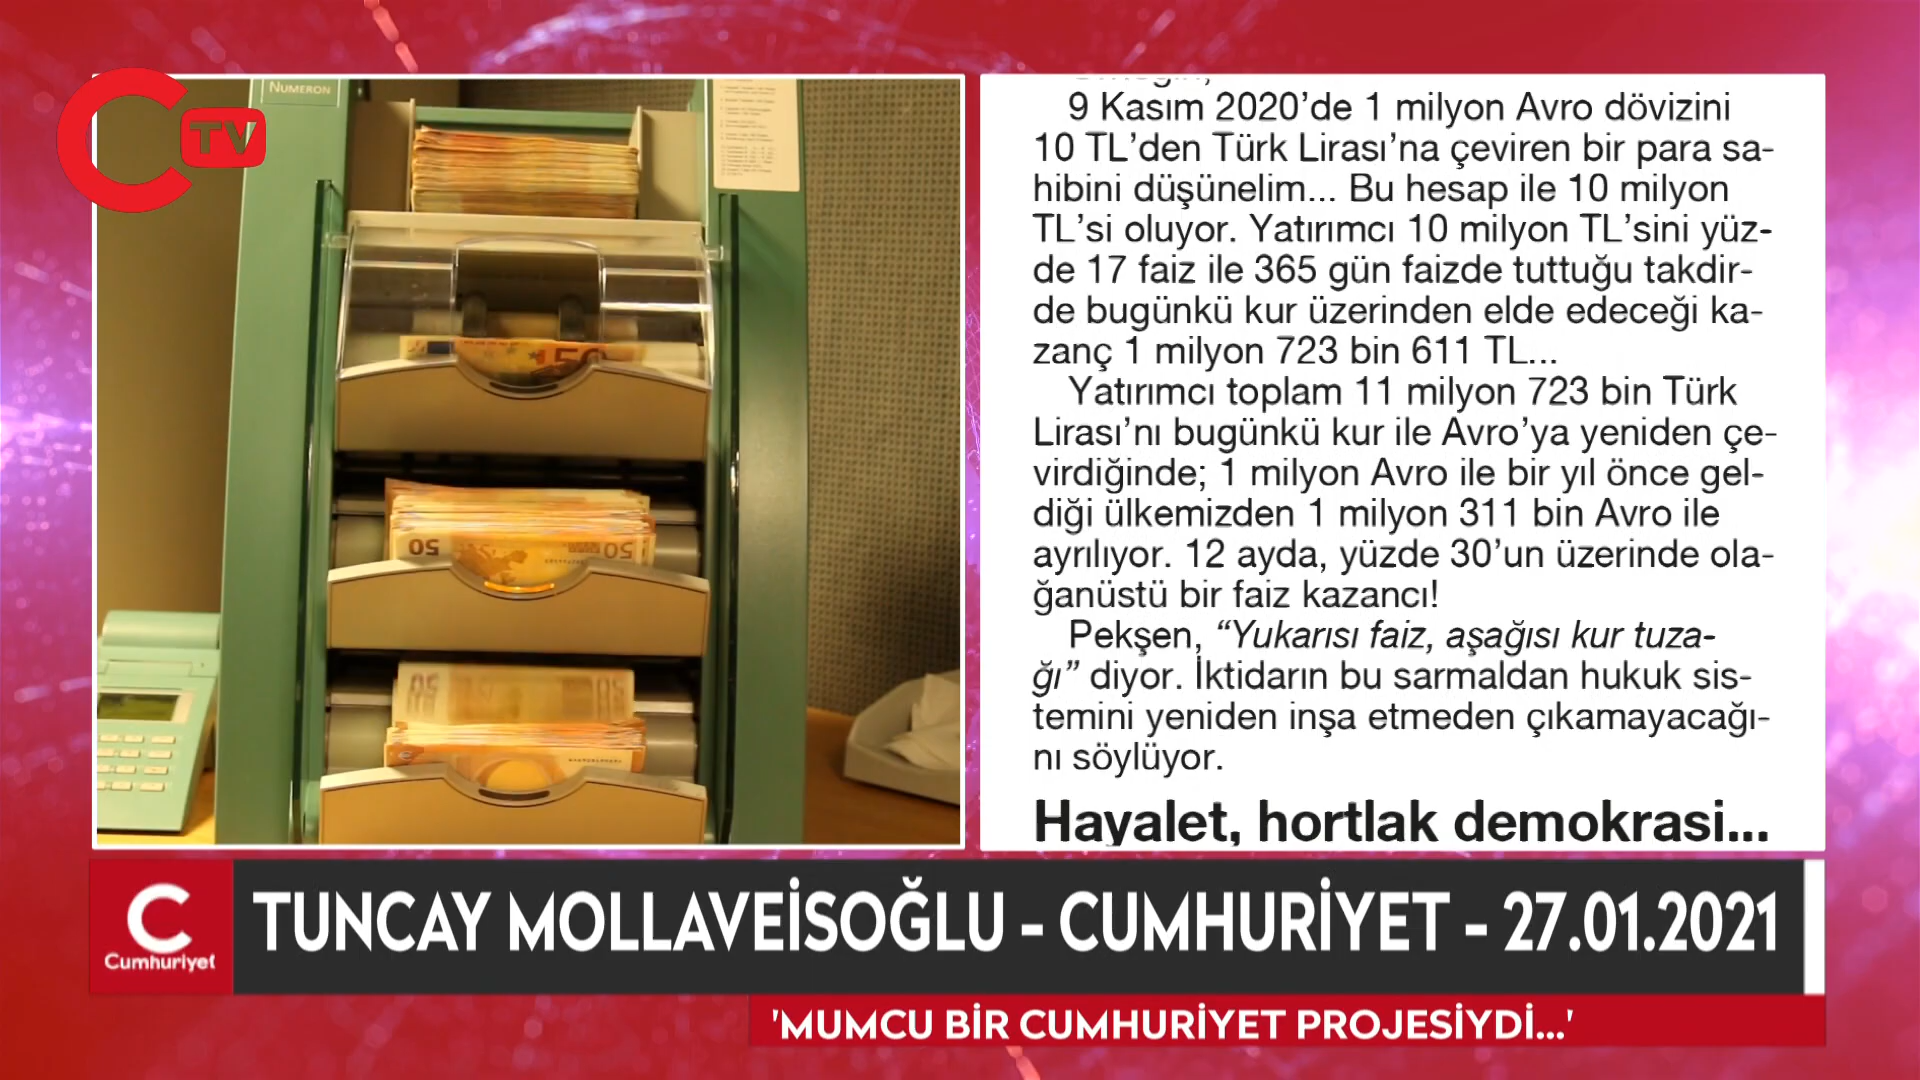 NUMERON
TV
50
50
50
50
9 Kasım 2020’de 1 milyon Avro dövizini
10 TL’den Türk Lirası’na çeviren bir para sa-
hibini düşünelim... Bu hesap ile 10 milyon
TL’si oluyor. Yatırımcı 10 milyon TL’sini yüz-
de 17 faiz ile 365 gün faizde tuttuğu takdir-
de bugünkü kur üzerinden elde edeceği ka-
zanç 1 milyon 723 bin 611 TL...
Yatırımcı toplam 11 milyon 723 bin Türk
Lirası’nı bugünkü kur ile Avro’ya yeniden çe-
virdiğinde; 1 milyon Avro ile bir yıl önce gel-
diği ülkemizden 1 milyon 311 bin Avro ile
ayrılıyor. 12 ayda, yüzde 30’un üzerinde ola-
ğanüstü bir faiz kazancı!
Pekşen, “Yukarısı faiz, aşağısı kur tuza-
ğı” diyor. İktidarın bu sarmaldan hukuk sis-
temini yeniden inşa etmeden çıkamayacağı-
nı söylüyor.
Hayalet, hortlak demokrasi...
C
Cumhuriyet
TUNCAY MOLLAVEİSOĞLU - CUMHURİYET - 27.01.2021
'MUMCU BİR CUMHURİYET PROJESİYDİ...'